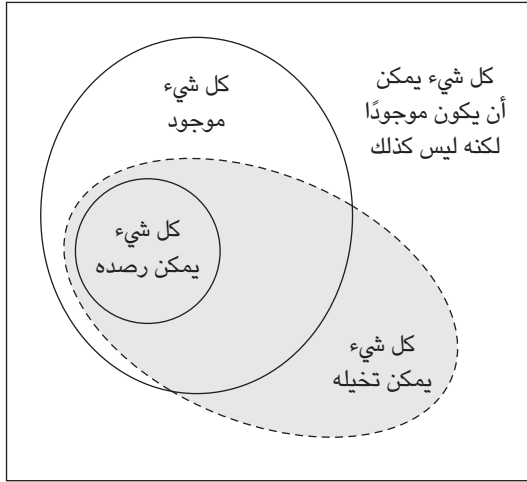 كل شيء
موجود
كل شيء يمكن
أن يكون موجودًا
لكنه ليس كذلك
كل شيء
يمكن رصده
كل شيء
يمكن تخيله